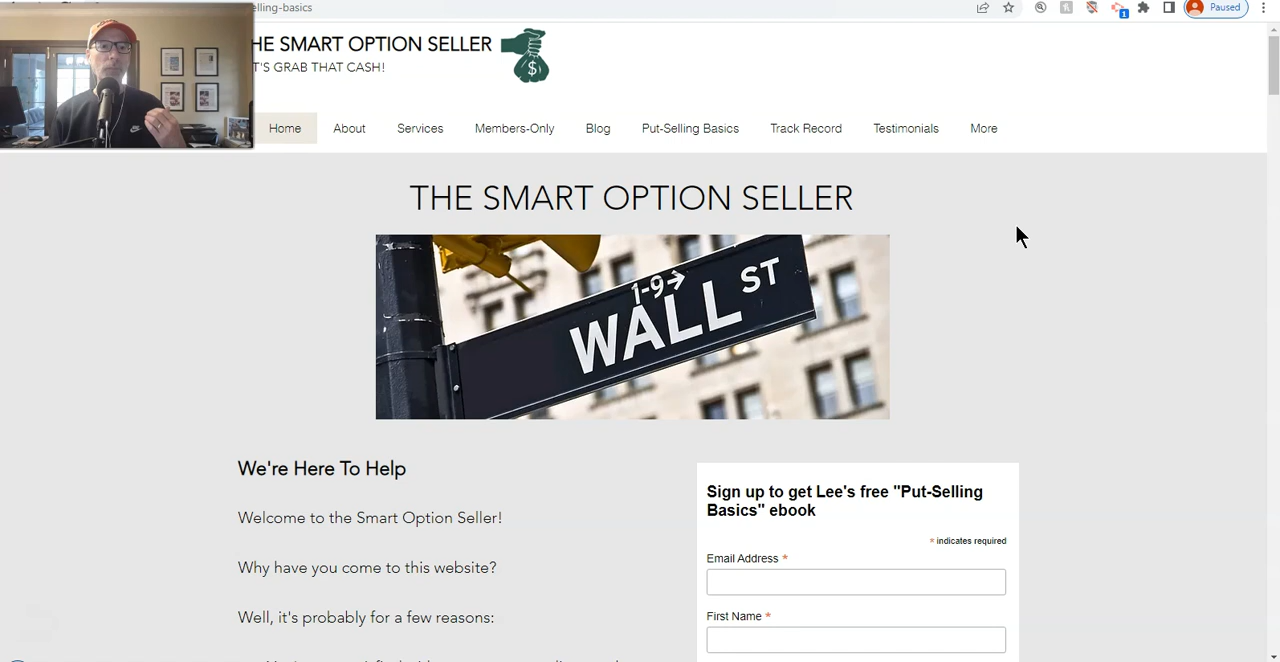 elling-basics
Paused
1
HE SMART OPTION SELLER
T'S GRAB THAT CASH!
$
Home About Services Members-Only Blog Put-Selling Basics Track Record Testimonials More
THE SMART OPTION SELLER
1-9→
WALL ST
We're Here To Help
Welcome to the Smart Option Seller!
Why have you come to this website?
Well, it's probably for a few reasons:
Sign up to get Lee's free "Put-Selling
Basics" ebook
* indicates required
Email Address *
First Name *